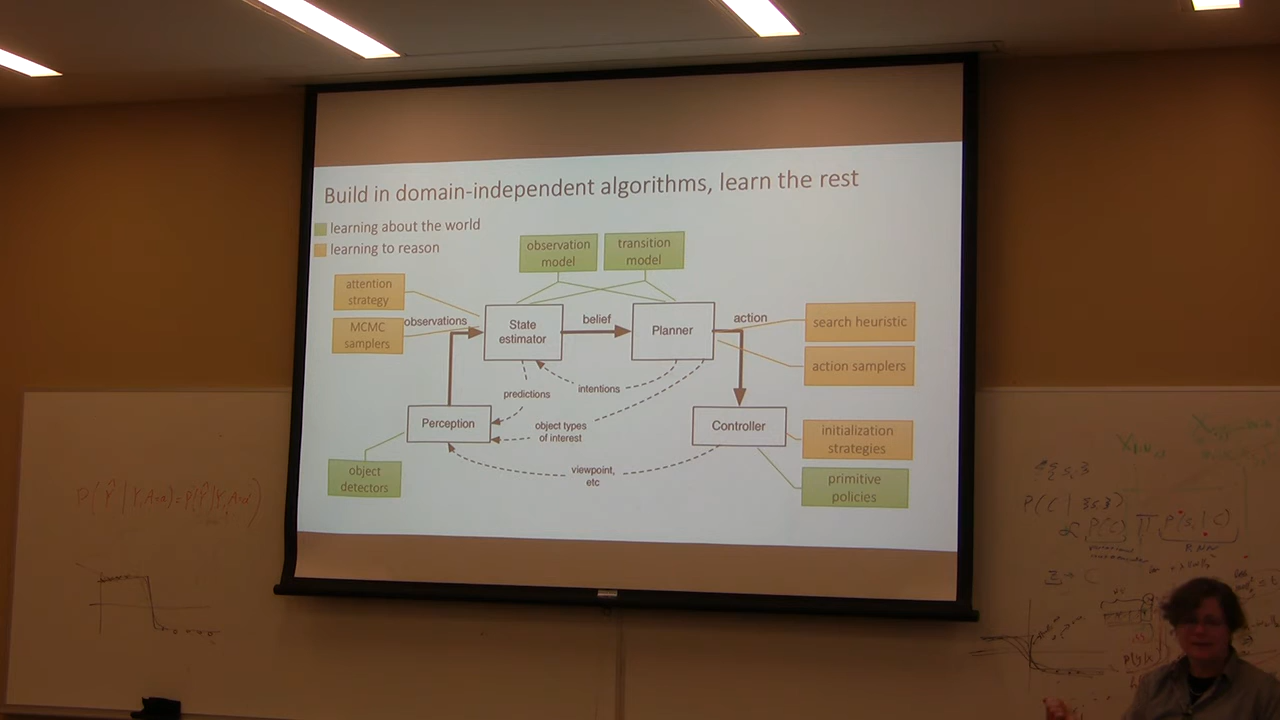 Build in domain-independent algorithms, learn the rest
learning about the world
learning to reason
observation
model
transition
model
attention
strategy
MCMC
samplers
observations
State
estimator
belief
Planner
action
search heuristic
action samplers
predictions
intentions
object types
of interest
Perception
Controller
initialization
strategies
object
detectors
viewpoint,
etc
primitive
policies